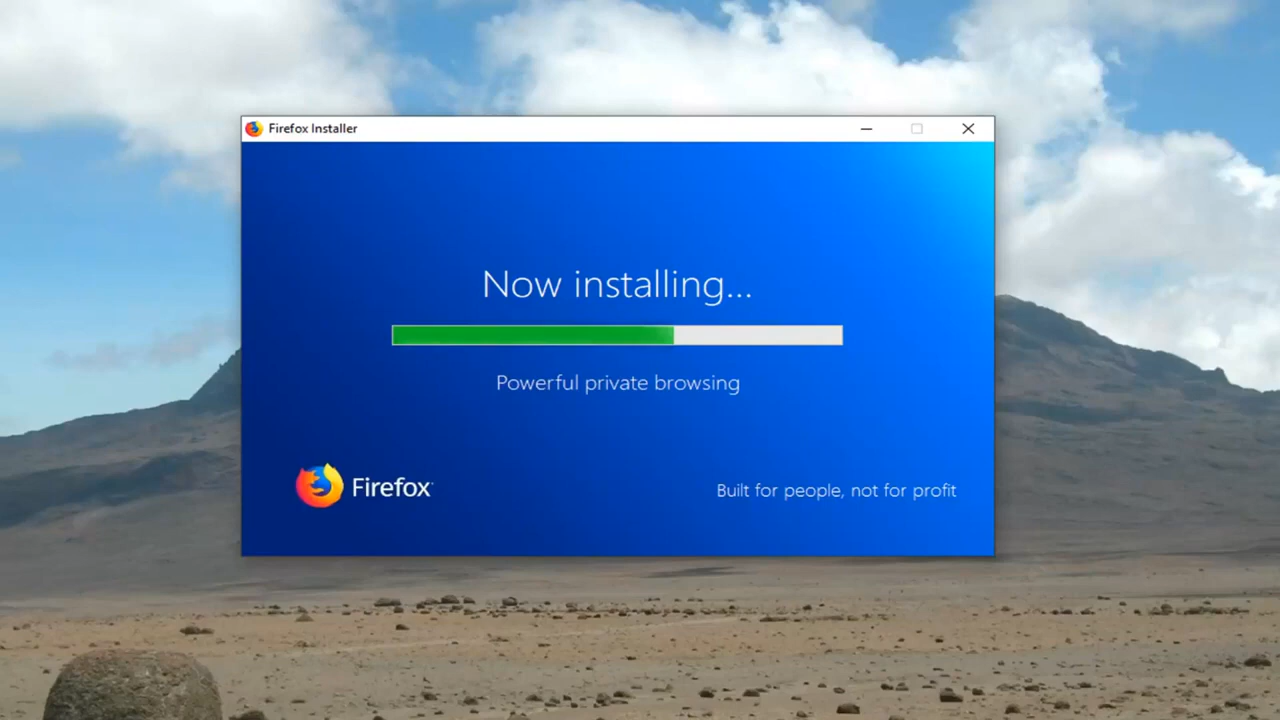 Firefox Installer
Now installing...
Powerful private browsing
Firefox
Built for people, not for profit